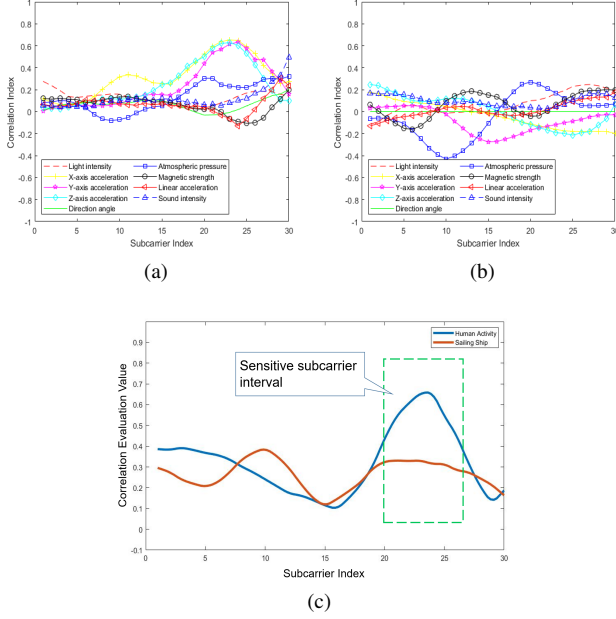 1
0.8
0.6
0.4
0.2
0
0.2
0.4
0.6
0.8
-1
Correlation Index
Light intensity
X-axis acceleration
Y-axis acceleration
Z-axis acceleration
Direction angle
Atmospheric pressure
Magnetic strength
Linear acceleration
Sound intensity
0 5 10 15 20 25 30
Subcarrier Index
(a)
1
0.8
0.6
0.4
0.2
0
0.2
0.4
0.6
0.8
-1
Correlation Index
Light intensity
X-axis acceleration
Y-axis acceleration
Z-axis acceleration
Direction angle
Atmospheric pressure
Magnetic strength
Linear acceleration
Sound intensity
0 5 10 15 20 25 30
Subcarrier Index
(b)
0.9
0.8
0.7
0.6
0.5
0.4
0.3
0.2
0.1
0
-0.1
Correlation Evaluation Value
Human Activity
Sailing Ship
Sensitive subcarrier
interval
0 5 10 15 20 25 30
Subcarrier Index
(c)